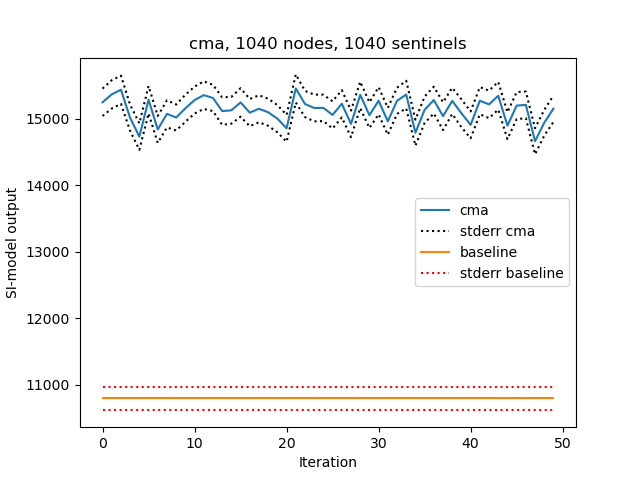 cma, 1040 nodes, 1040 sentinels
SI-model output
15000
14000
13000
12000
11000
cma
stderr cma
baseline
stderr baseline
0 10 20 30 40 50
Iteration